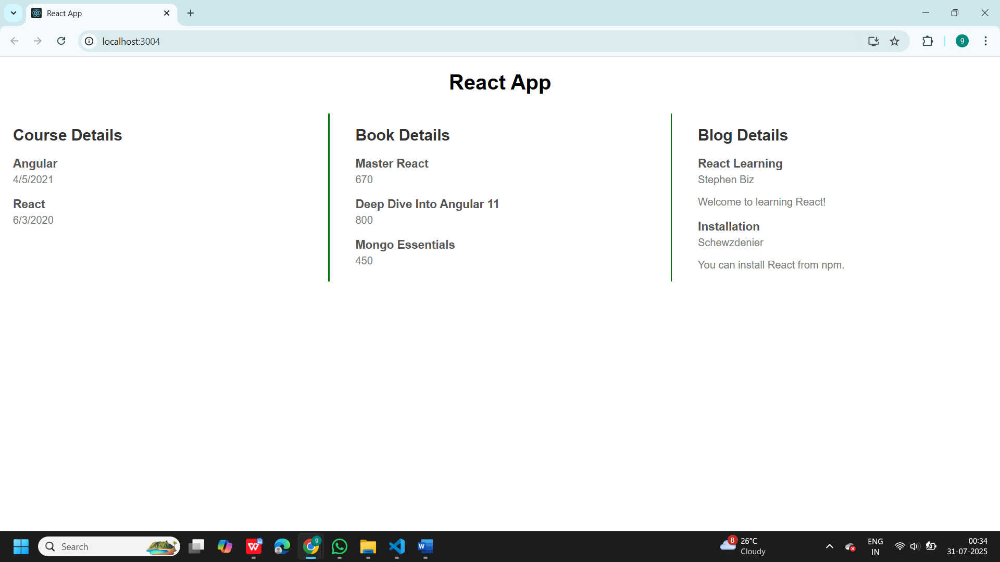 React App
localhost:3004
g
React App
Course Details
Angular
4/5/2021
React
6/3/2020
Book Details
Master React
670
Deep Dive Into Angular 11
800
Mongo Essentials
450
Blog Details
React Learning
Stephen Biz
Welcome to learning React!
Installation
Schewzdenier
You can install React from npm.
Search
W
g
W
8
26°C
Cloudy
ENG
IN
00:34
31-07-2025